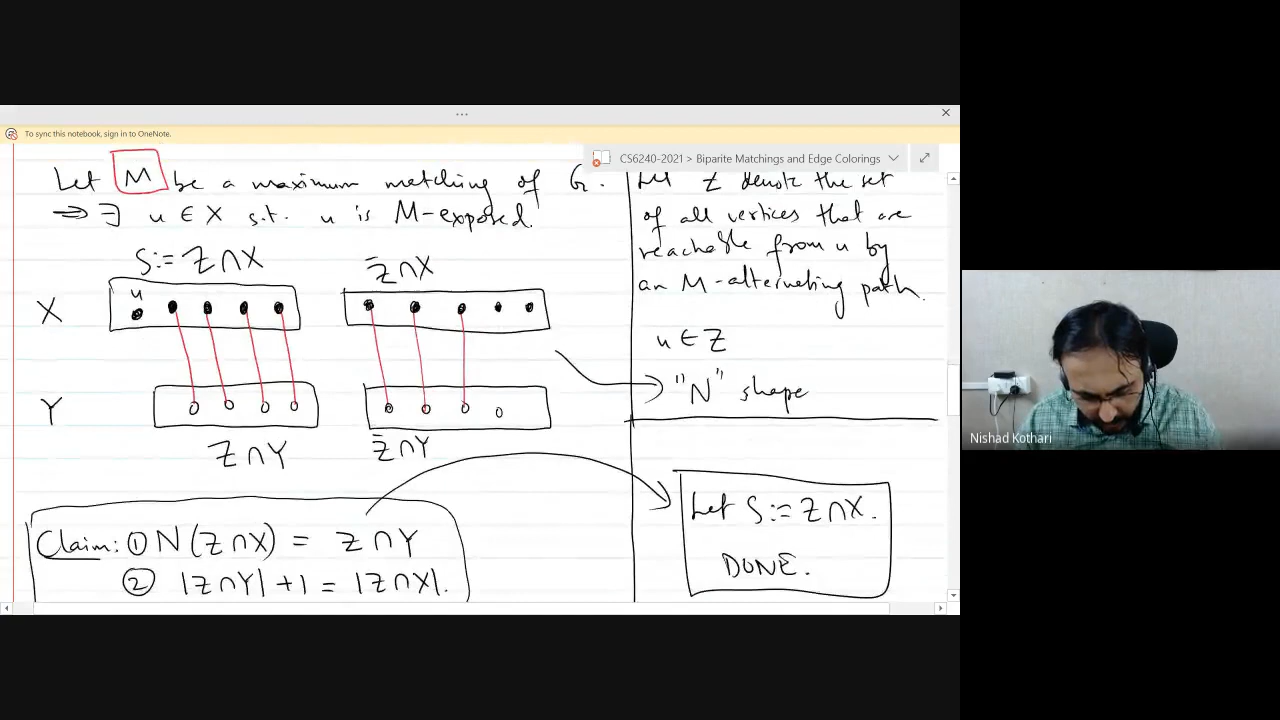 To sync this notebook, sign in to OneNote.
CS6240-2021 > Biparite Matchings and Edge Colorings
Let M be a maximum matching of G.
⇒ ∃ u ∈ X s.t. u is M-exposed.
S:= Z∩X
Z̄∩X
u
X
Y
Z∩Y
Z̄∩Y
Claim: ① N(Z∩X) = Z∩Y
② |Z∩Y| + 1 = |Z∩X|.
Let Z denote the set
of all vertices that are
reachable from u by
an M-alternating path.
u ∈ Z
"N" shape
Let S:= Z∩X.
DONE.
Nishad Kothari